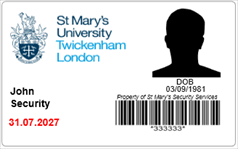 St Mary's
University
Twickenham
London
DOB
03/09/1981
Property of St Mary's Security Services
*333333*
John
Security
31.07.2027